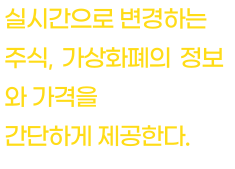 실시간으로 변경하는
주식, 가상화폐의 정보
와 가격을
간단하게 제공한다.